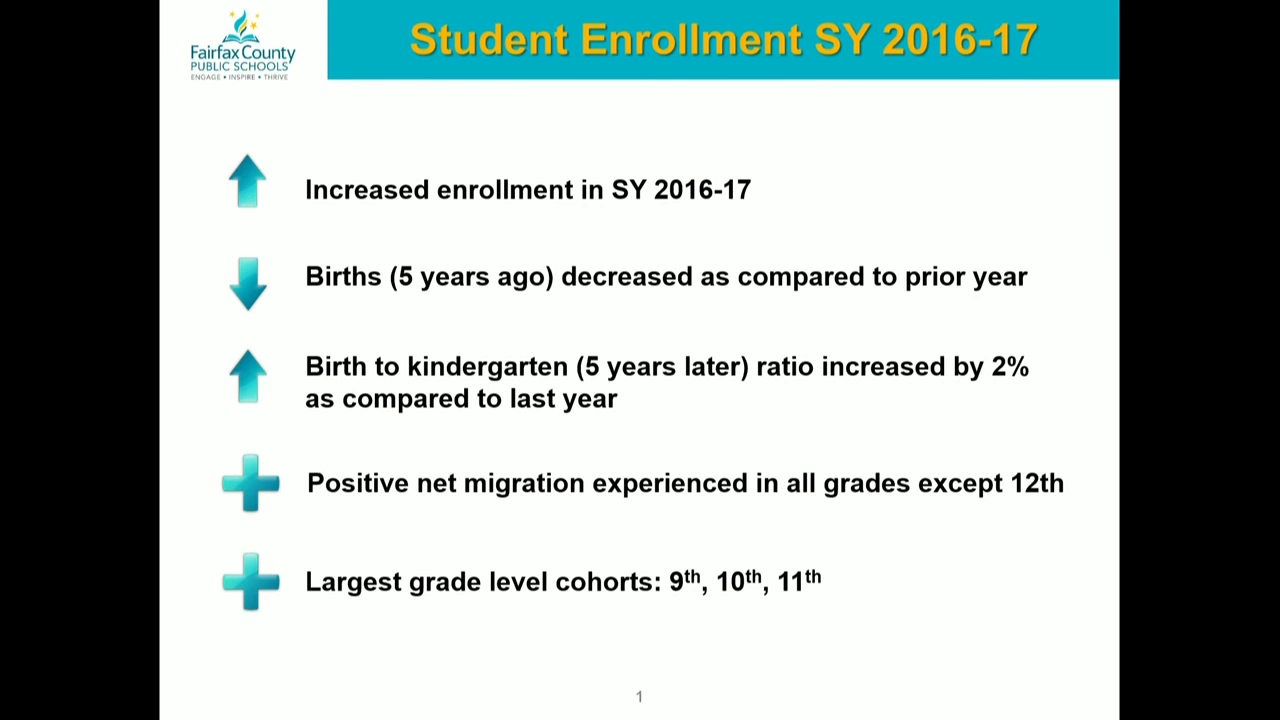 Fairfax County
PUBLIC SCHOOLS
ENGAGE • INSPIRE • THRIVE
Student Enrollment SY 2016-17
Increased enrollment in SY 2016-17
Births (5 years ago) decreased as compared to prior year
Birth to kindergarten (5 years later) ratio increased by 2%
as compared to last year
Positive net migration experienced in all grades except 12th
Largest grade level cohorts: 9th, 10th, 11th
1